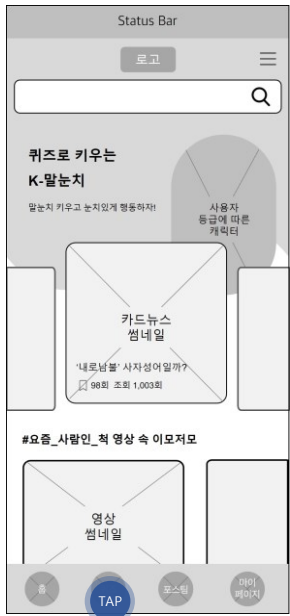 Status Bar
로고
퀴즈로 키우는
K-말눈치
말눈치 키우고 눈치있게 행동하자!
사용자
등급에 따른
캐릭터
카드뉴스
썸네일
'내로남불' 사자성어일까?
98회 조회 1,003회
#요즘_사람인_척 영상 속 이모저모
영상
썸네일
홈
TAP
포스팅
마이
페이지